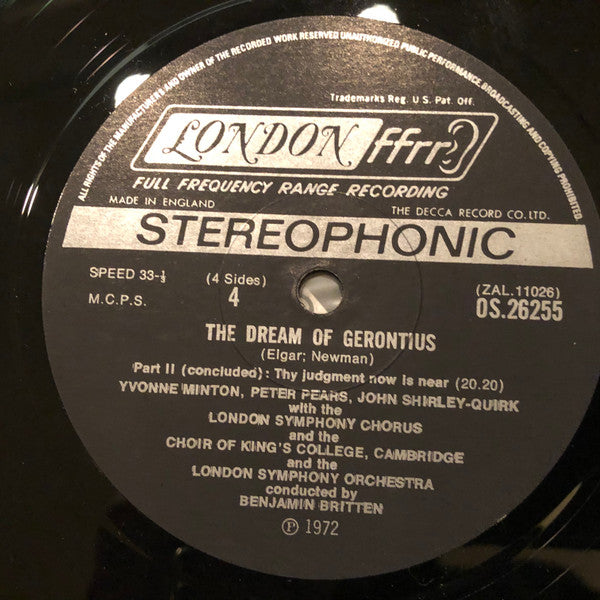 ALL RIGHTS OF THE MANUFACTURERS AND OWNER OF THE RECORDED WORK RESERVED UNAUTHORIZED PUBLIC PERFORMANCE, BROADCASTING AND COPYING PROHIBITED.
Trademarks Reg. U.S. Pat. Off.
LONDON ffrr
FULL FREQUENCY RANGE RECORDING
MADE IN ENGLAND THE DECCA RECORD CO. LTD.
STEREOPHONIC
SPEED 33-⅓ (4 Sides) (ZAL.11026)
M.C.P.S. 4 OS.26255
THE DREAM OF GERONTIUS
(Elgar; Newman)
Part II (concluded): Thy judgment now is near (20.20)
YVONNE MINTON, PETER PEARS, JOHN SHIRLEY-QUIRK
with the
LONDON SYMPHONY CHORUS
and the
CHOIR OF KING'S COLLEGE, CAMBRIDGE
and the
LONDON SYMPHONY ORCHESTRA
conducted by
BENJAMIN BRITTEN
Ⓟ 1972